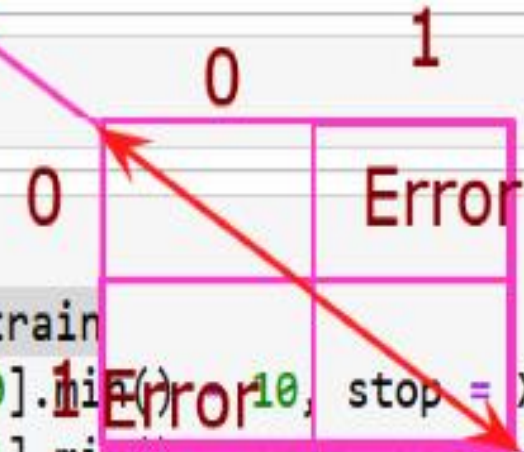 0 1
0 Error
train
1 Error
].min() 10, stop =